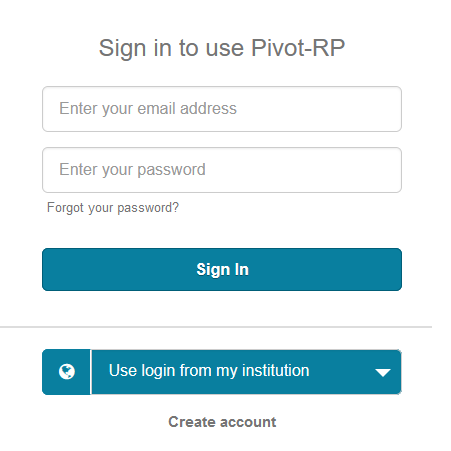 Sign in to use Pivot-RP
Enter your email address
Enter your password
Forgot your password?
Sign In
Use login from my institution
Create account